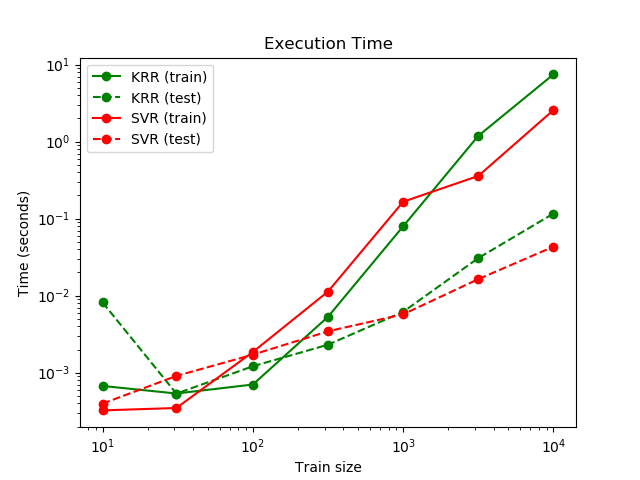 Execution Time
KRR (train)
KRR (test)
SVR (train)
SVR (test)
Time (seconds)
10¹
10⁰
10⁻¹
10⁻²
10⁻³
10¹ 10² 10³ 10⁴
Train size